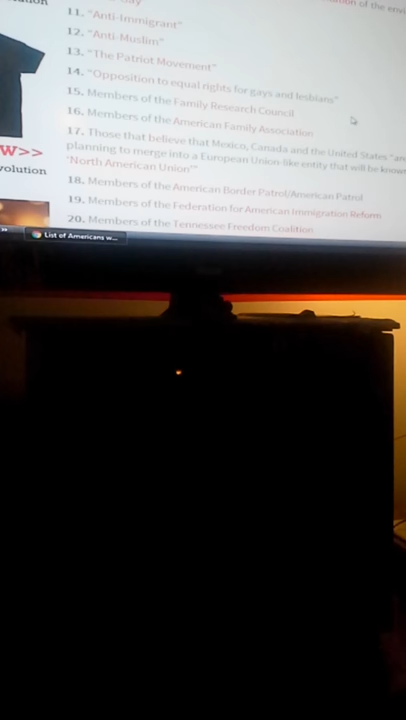 11. "Anti-Immigrant"
12. "Anti-Muslim"
13. "The Patriot Movement"
14. "Opposition to equal rights for gays and lesbians"
15. Members of the Family Research Council
16. Members of the American Family Association
17. Those that believe that Mexico, Canada and the United States
planning to merge into a European Union-like entity that will be know
'North American Union'"
18. Members of the American Border Patrol/American Patrol
19. Members of the Federation for American Immigration Reform
20. Members of the Tennessee Freedom Coalition
W>>
volution
List of Americans w...